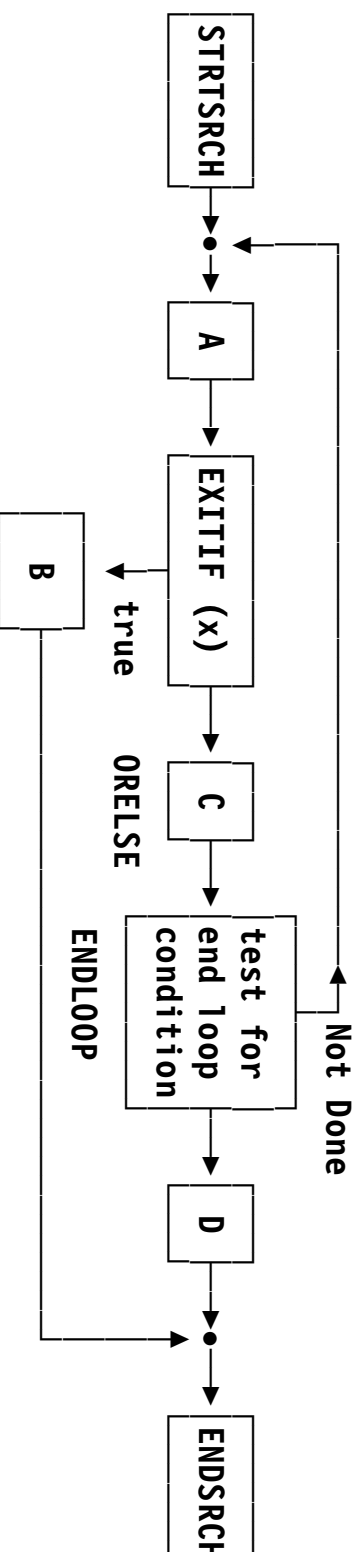 STRTSRCH
A
EXITIF (x)
true
B
ORELSE
C
test for
end loop
condition
Not Done
ENDLOOP
D
ENDSRCH